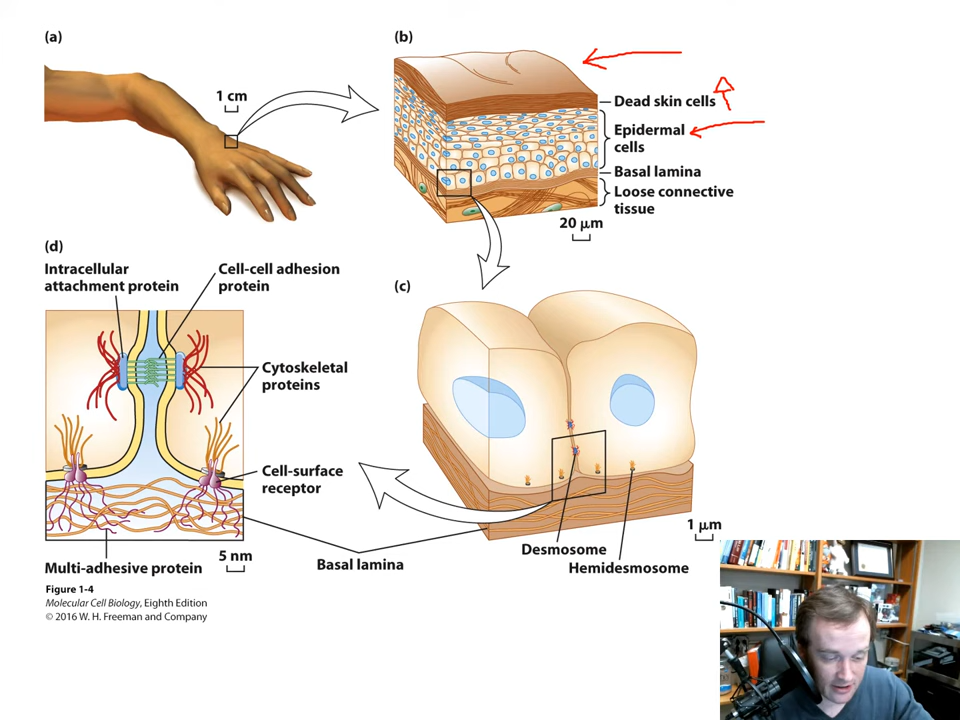 (a)
1 cm
(b)
Dead skin cells
Epidermal
cells
Basal lamina
Loose connective
tissue
20 μm
(d)
Intracellular
attachment protein
Cell-cell adhesion
protein
Cytoskeletal
proteins
Cell-surface
receptor
Multi-adhesive protein
5 nm
Basal lamina
(c)
1 μm
Desmosome
Hemidesmosome
Figure 1-4
Molecular Cell Biology, Eighth Edition
© 2016 W. H. Freeman and Company